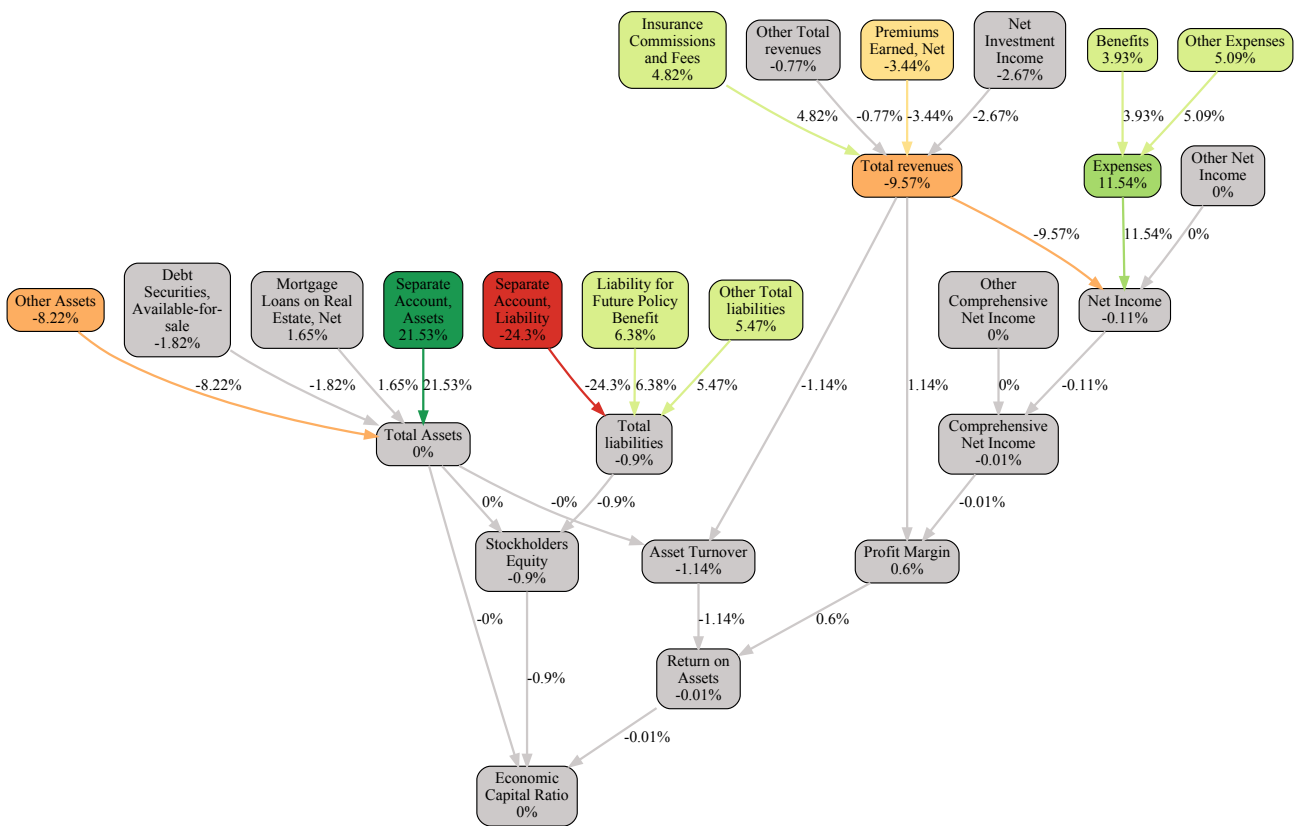 Insurance
Commissions
and Fees
4.82%
Other Total
revenues
-0.77%
Premiums
Earned, Net
-3.44%
Net
Investment
Income
-2.67%
Benefits
3.93%
Other Expenses
5.09%
4.82%
-0.77%
-3.44%
-2.67%
3.93%
5.09%
Total revenues
-9.57%
Expenses
11.54%
Other Net
Income
0%
-9.57%
11.54%
0%
Other Assets
-8.22%
Debt
Securities,
Available-for-
sale
-1.82%
Mortgage
Loans on Real
Estate, Net
1.65%
Separate
Account,
Assets
21.53%
Separate
Account,
Liability
-24.3%
Liability for
Future Policy
Benefit
6.38%
Other Total
liabilities
5.47%
Other
Comprehensive
Net Income
0%
Net Income
-0.11%
-8.22%
-1.82%
1.65%
21.53%
-24.3%
6.38%
5.47%
-1.14%
1.14%
0%
-0.11%
Total Assets
0%
Total
liabilities
-0.9%
Comprehensive
Net Income
-0.01%
0%
-0%
-0.9%
-0.01%
Stockholders
Equity
-0.9%
Asset Turnover
-1.14%
Profit Margin
0.6%
-0%
-1.14%
0.6%
-0.9%
Return on
Assets
-0.01%
-0.01%
Economic
Capital Ratio
0%